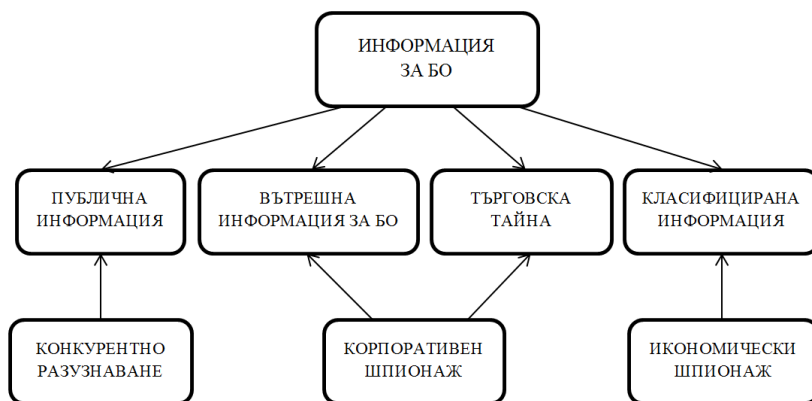 ИНФОРМАЦИЯ
ЗА БО
ПУБЛИЧНА
ИНФОРМАЦИЯ
ВЪТРЕШНА
ИНФОРМАЦИЯ ЗА БО
ТЪРГОВСКА
ТАЙНА
КЛАСИФИЦИРАНА
ИНФОРМАЦИЯ
КОНКУРЕНТНО
РАЗУЗНАВАНЕ
КОРПОРАТИВЕН
ШПИОНАЖ
ИКОНОМИЧЕСКИ
ШПИОНАЖ